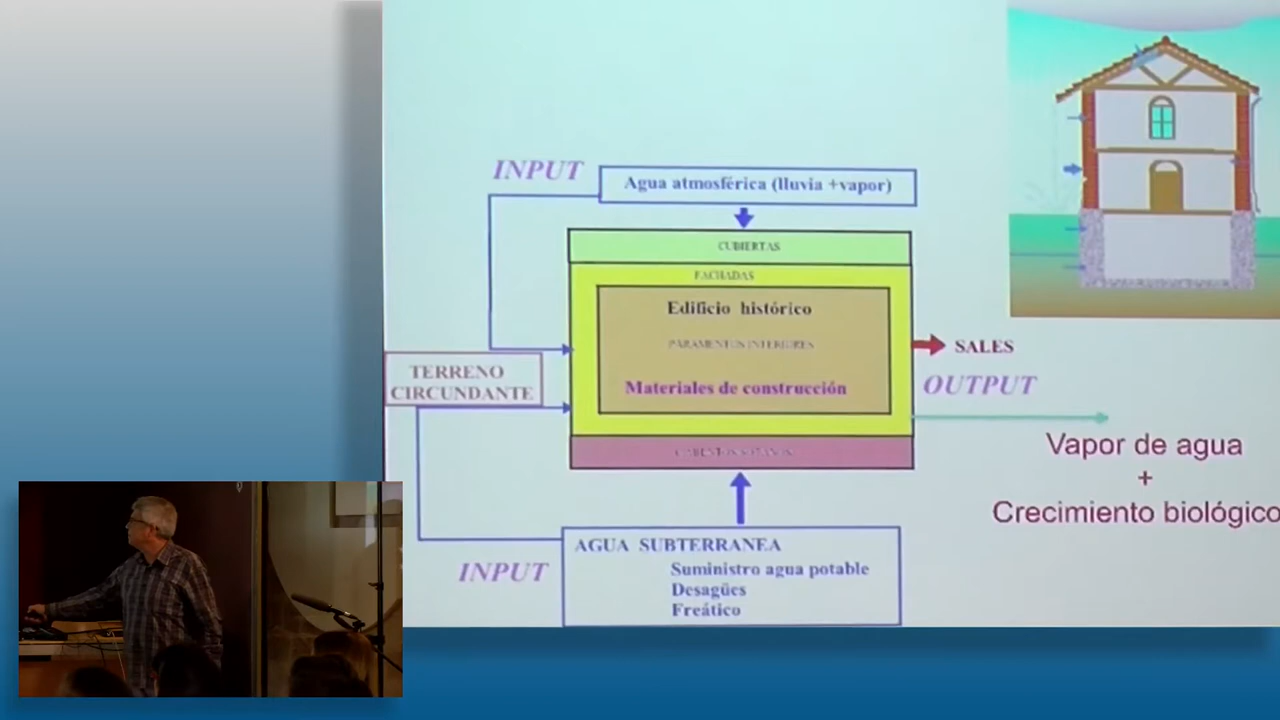 INPUT
Agua atmosférica (lluvia +vapor)
CUBIERTAS
FACHADAS
Edificio histórico
PARAMENTOS INTERIORES
Materiales de construcción
SALES
OUTPUT
TERRENO
CIRCUNDANTE
Vapor de agua
+
Crecimiento biológico
INPUT
AGUA SUBTERRANEA
Suministro agua potable
Desagües
Freático